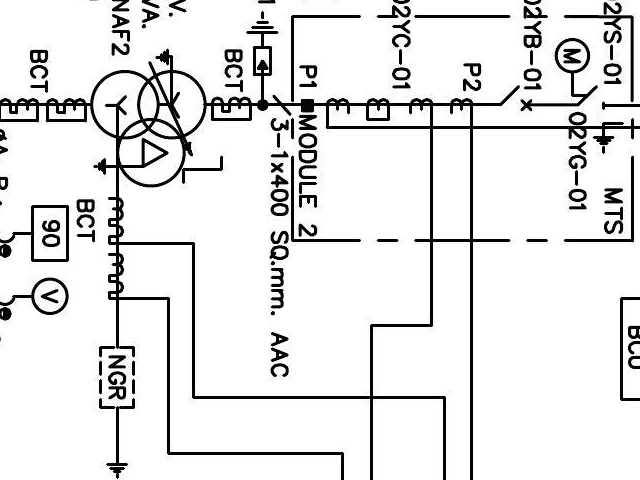 02YS-01
02YB-01
M
02YG-01
MTS
P2
02YC-01
P1
MODULE 2
3-1x400 SQ.mm. AAC
BCT
V.
VA.
NAF2
BCT
BCT
90
V
NGR
BCU
x